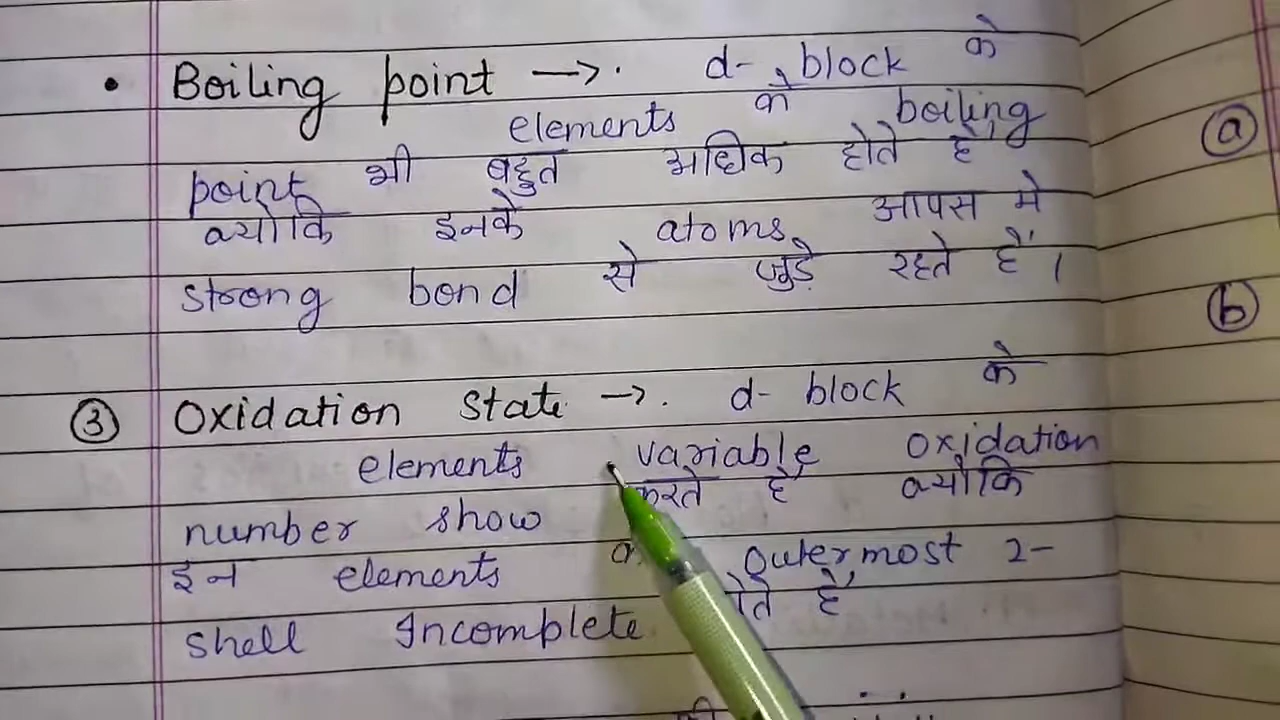 • Boiling point →. d- block के
elements के boiling
point भी बहुत अधिक होते हैं,
क्योकि इनके atoms आपस मे
strong bond से जुड़े रहते हैं।
③ Oxidation state →. d- block के
elements variable oxidation
number show करते हैं, क्योकि
इन elements outermost 2-
shell Incomplete हैं,
ⓐ
ⓑ